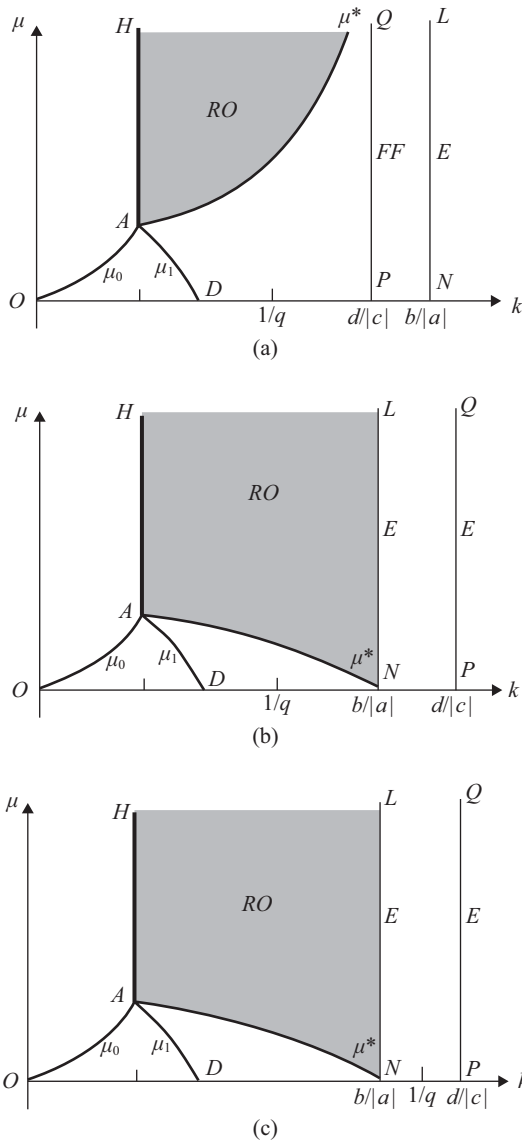 μ H μ* Q L
RO
FF E
A
μ0 μ1
O D P N
1/q d/|c| b/|a| k
(a)
μ H L Q
RO
E E
A
μ0 μ1 μ*
O D N P
1/q b/|a| d/|c| k
(b)
μ H L Q
RO
E E
A
μ0 μ1 μ*
O D N P
b/|a| 1/q d/|c|
(c)